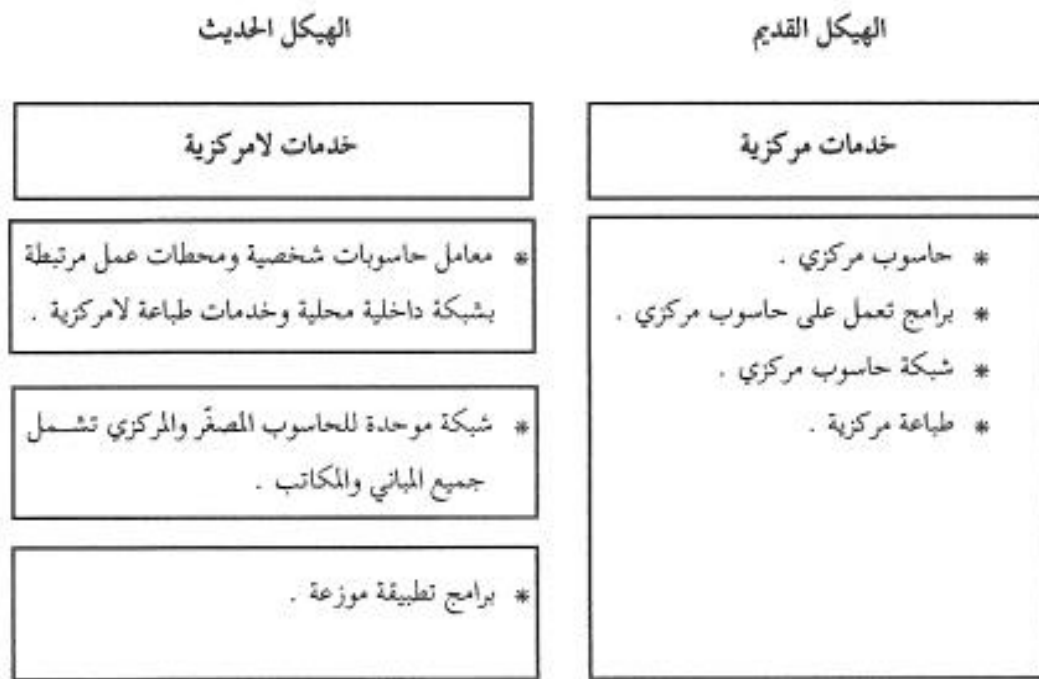 الهيكل القديم
خدمات مركزية
* حاسوب مركزي .
* برامج تعمل على حاسوب مركزي .
* شبكة حاسوب مركزي .
* طباعة مركزية .
الهيكل الحديث
خدمات لامركزية
* معامل حاسوبات شخصية ومحطات عمل مرتبطة
بشبكة داخلية محلية وخدمات طباعة لامركزية .
* شبكة موحدة للحاسوب المصغّر والمركزي تشمل
جميع المباني والمكاتب .
* برامج تطبيقة موزعة .